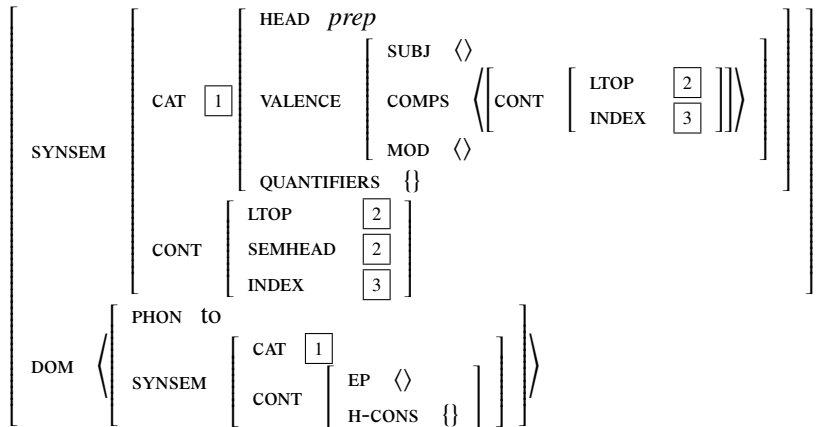 HEAD prep
SUBJ ⟨⟩
LTOP 2
CAT 1 VALENCE COMPS ⟨[CONT
INDEX 3 ]]⟩
MOD ⟨⟩
SYNSEM
QUANTIFIERS {}
LTOP 2
CONT SEMHEAD 2
INDEX 3
PHON to
CAT 1
DOM ⟨ SYNSEM EP ⟨⟩ ⟩
CONT
H-CONS {}